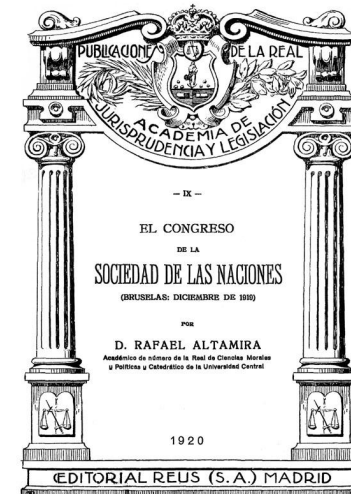 PUBLICACIONES DE LA REAL
ACADEMIA DE
JURISPRUDENCIA Y LEGISLACIÓN
– IX –
EL CONGRESO
DE LA
SOCIEDAD DE LAS NACIONES
(BRUSELAS: DICIEMBRE DE 1919)
POR
D. RAFAEL ALTAMIRA
Académico de número de la Real de Ciencias Morales
y Políticas y Catedrático de la Universidad Central
1920
EDITORIAL REUS (S. A.) MADRID